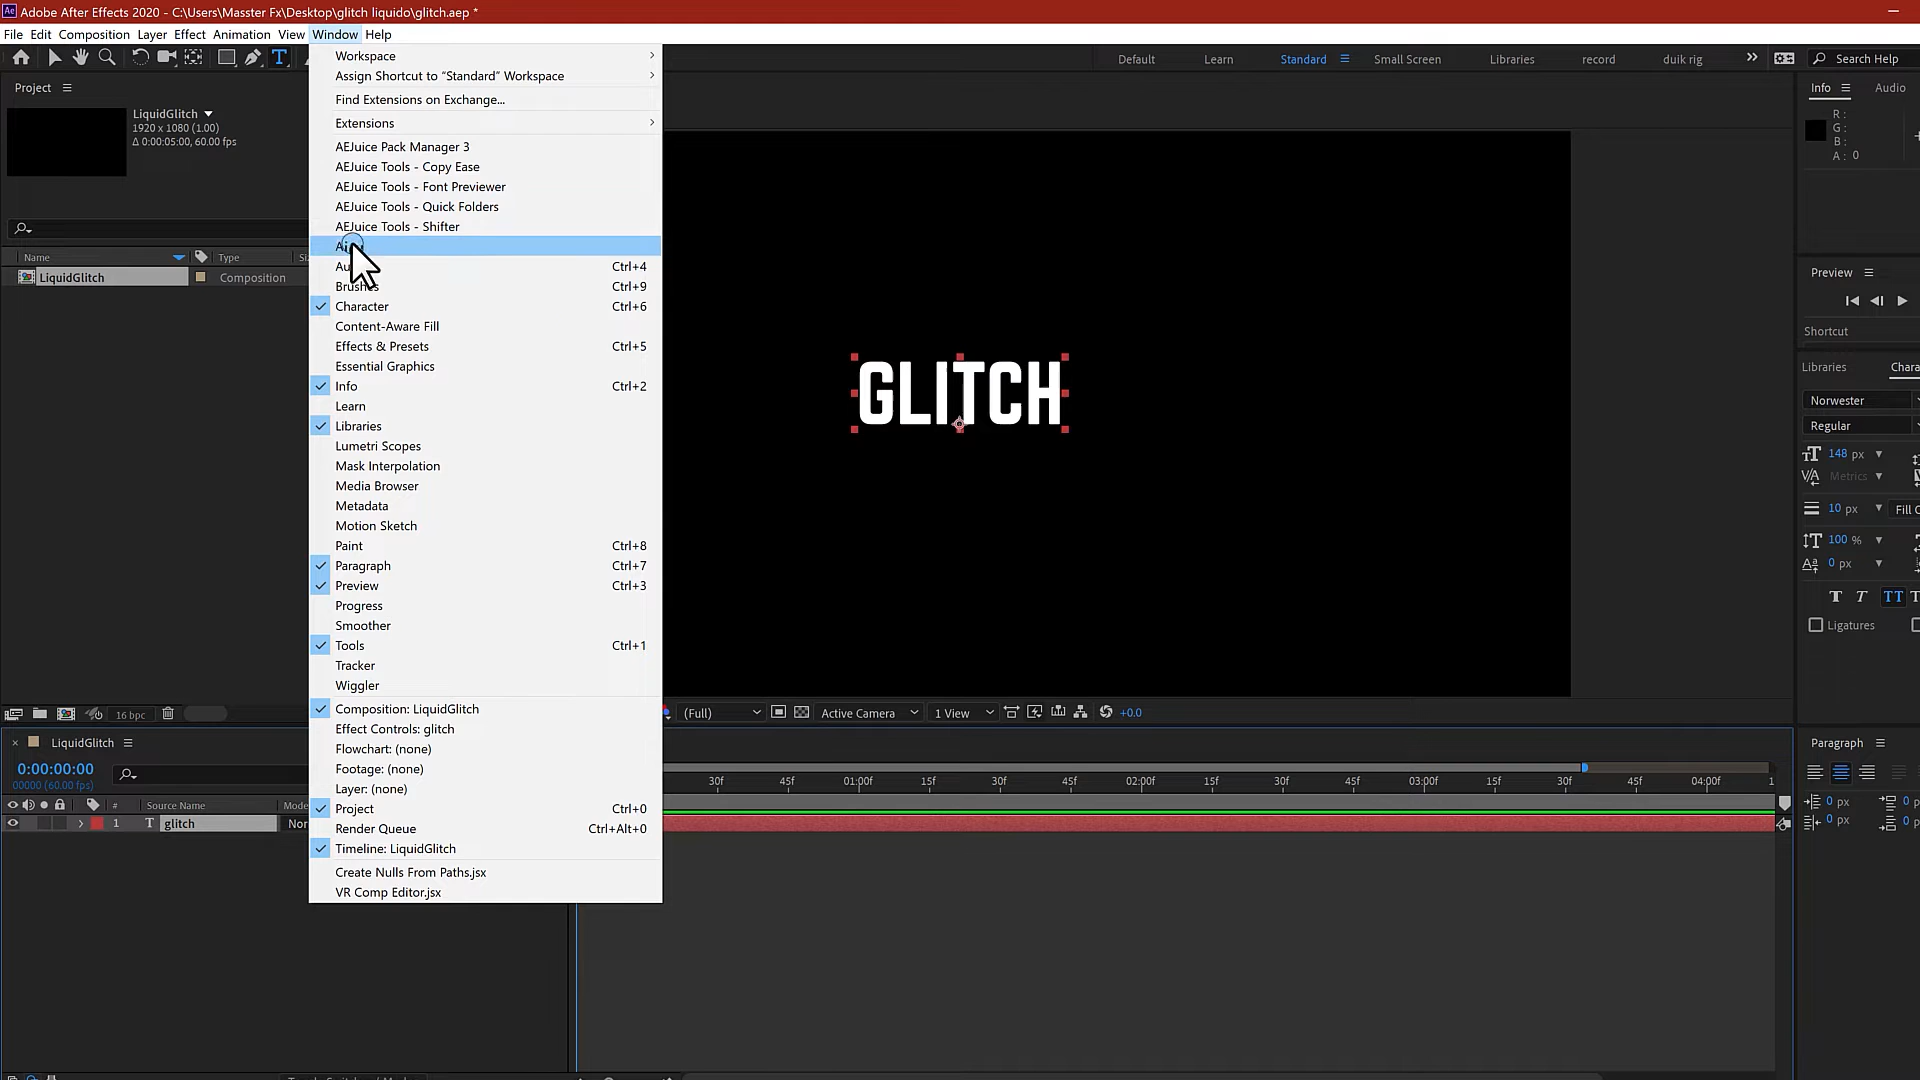 Adobe After Effects 2020 - C:\Users\Masster Fx\Desktop\glitch liquido\glitch.aep *
File Edit Composition Layer Effect Animation View Window Help
Default Learn Standard Small Screen Libraries record duik rig Search Help
Project
LiquidGlitch
1920 x 1080 (1.00)
Δ 0:00:05:00, 60.00 fps
Name Type
LiquidGlitch Composition
16 bpc
Workspace
Assign Shortcut to “Standard” Workspace
Find Extensions on Exchange...
Extensions
AEJuice Pack Manager 3
AEJuice Tools - Copy Ease
AEJuice Tools - Font Previewer
AEJuice Tools - Quick Folders
AEJuice Tools - Shifter
Ctrl+4
Brushes Ctrl+9
Character Ctrl+6
Content-Aware Fill
Effects & Presets Ctrl+5
Essential Graphics
Info Ctrl+2
Learn
Libraries
Lumetri Scopes
Mask Interpolation
Media Browser
Metadata
Motion Sketch
Paint Ctrl+8
Paragraph Ctrl+7
Preview Ctrl+3
Progress
Smoother
Tools Ctrl+1
Tracker
Wiggler
Composition: LiquidGlitch
Effect Controls: glitch
Flowchart: (none)
Footage: (none)
Layer: (none)
Project Ctrl+0
Render Queue Ctrl+Alt+0
Timeline: LiquidGlitch
Create Nulls From Paths.jsx
VR Comp Editor.jsx
GLITCH
(Full) Active Camera 1 View +0.0
Info Audio
R :
G :
B :
A : 0
Preview
Shortcut
Libraries
Norwester
Regular
148 px
Metrics
10 px Fill
100 %
0 px
T T TT
Ligatures
LiquidGlitch
0:00:00:00
00000 (60.00 fps)
# Source Name
1 T glitch
30f 45f 01:00f 15f 30f 45f 02:00f 15f 30f 45f 03:00f 15f 30f 45f 04:00f
Paragraph
0 px
0 px